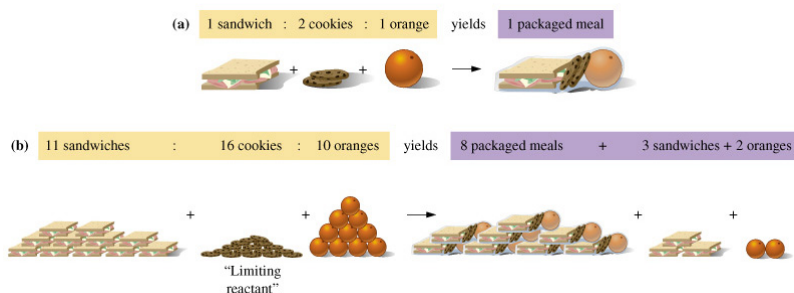 (a) 1 sandwich : 2 cookies : 1 orange yields 1 packaged meal
+ +
(b) 11 sandwiches : 16 cookies : 10 oranges yields 8 packaged meals + 3 sandwiches + 2 oranges
+ + + +
“Limiting
reactant”